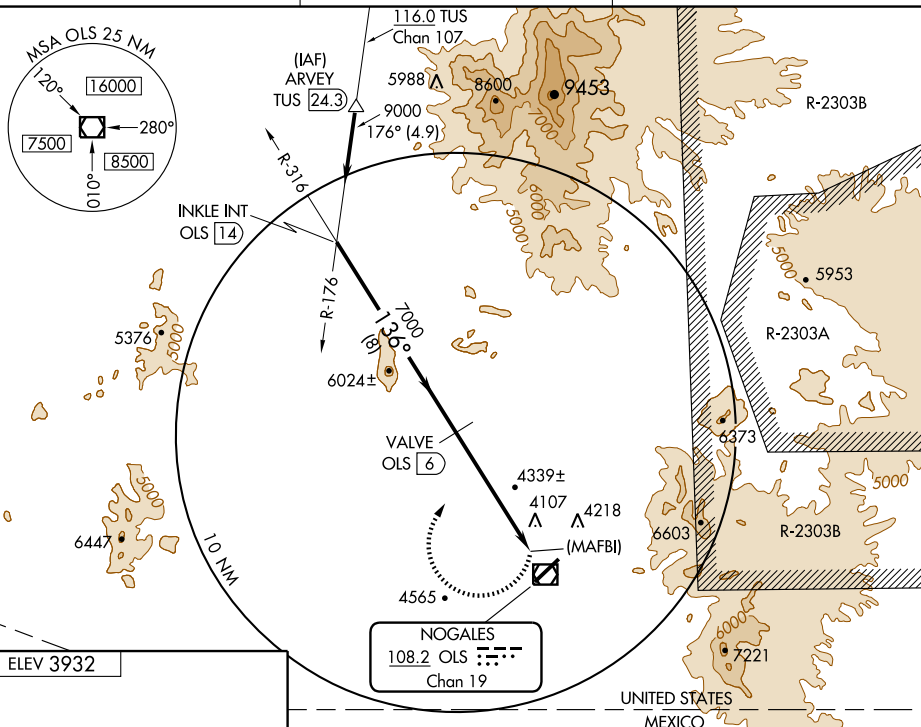 MSA OLS 25 NM
120°
16000
280°
7500
8500
010°
116.0 TUS
Chan 107
(IAF)
ARVEY
TUS 24.3
9000
176° (4.9)
5988
8600
9453
7000
6000
5000
R-2303B
R-316
INKLE INT
OLS 14
R-176
5000
5953
R-2303A
5376
5000
7000
136°
(8)
6024±
VALVE
OLS 6
6373
4339±
4107
4218
(MAFBI)
6603
R-2303B
5000
5000
6447
10 NM
4565
NOGALES
108.2 OLS
Chan 19
6000
7221
ELEV 3932
UNITED STATES
MEXICO